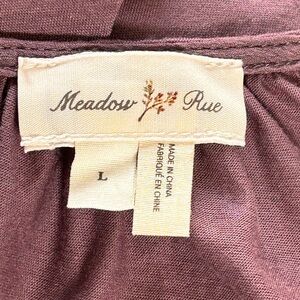 Meadow Rue
L
MADE IN CHINA
FABRIQUÉ EN CHINE